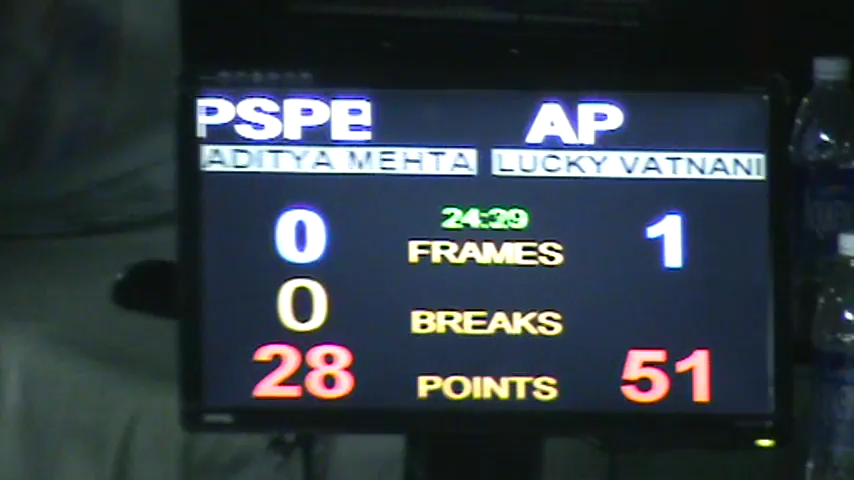 PSPB AP
ADITYA MEHTA LUCKY VATNANI
24:39
0 FRAMES 1
0 BREAKS
28 POINTS 51